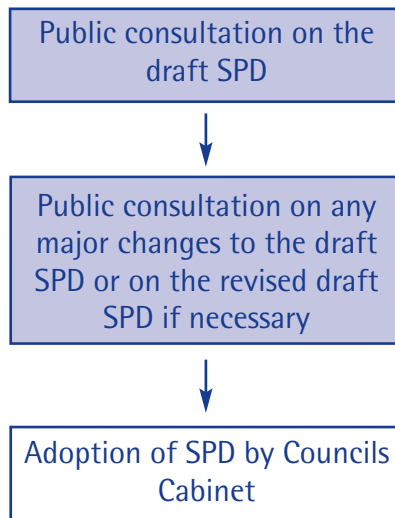 Public consultation on the
draft SPD
Public consultation on any
major changes to the draft
SPD or on the revised draft
SPD if necessary
Adoption of SPD by Councils
Cabinet